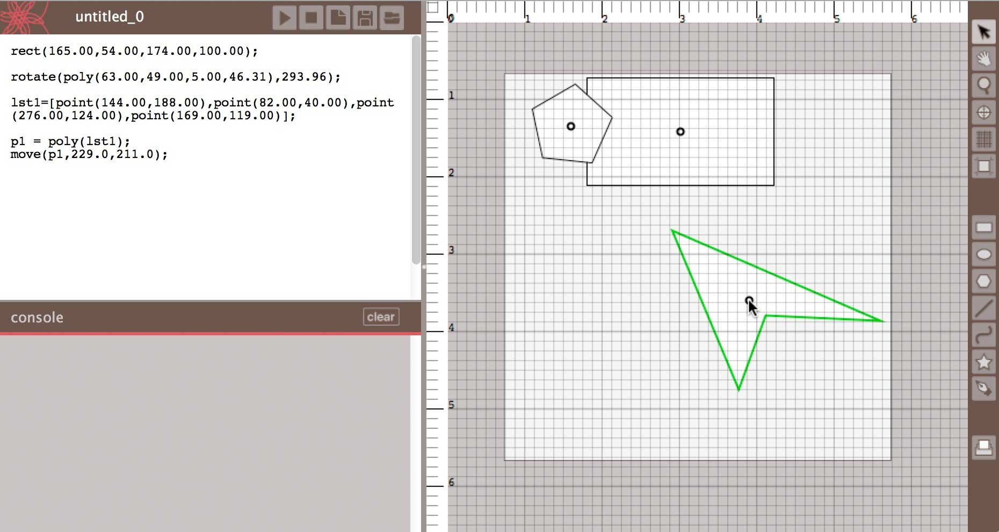 untitled_0
rect(165.00,54.00,174.00,100.00);
rotate(poly(63.00,49.00,5.00,46.31),293.96);
lst1=[point(144.00,188.00),point(82.00,40.00),point
(276.00,124.00),point(169.00,119.00)];
p1 = poly(lst1);
move(p1,229.0,211.0);
console
clear
0 1 2 3 4 5 6
1
2
3
4
5
6